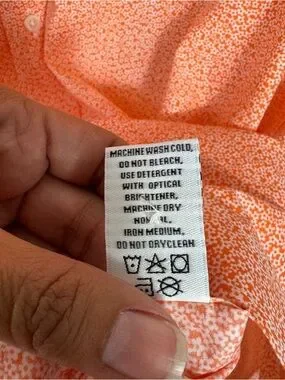 MACHINE WASH COLD,
DO NOT BLEACH,
USE DETERGENT
WITH OPTICAL
BRIGHTENER,
MACHINE DRY
NORMAL,
IRON MEDIUM,
DO NOT DRYCLEAN